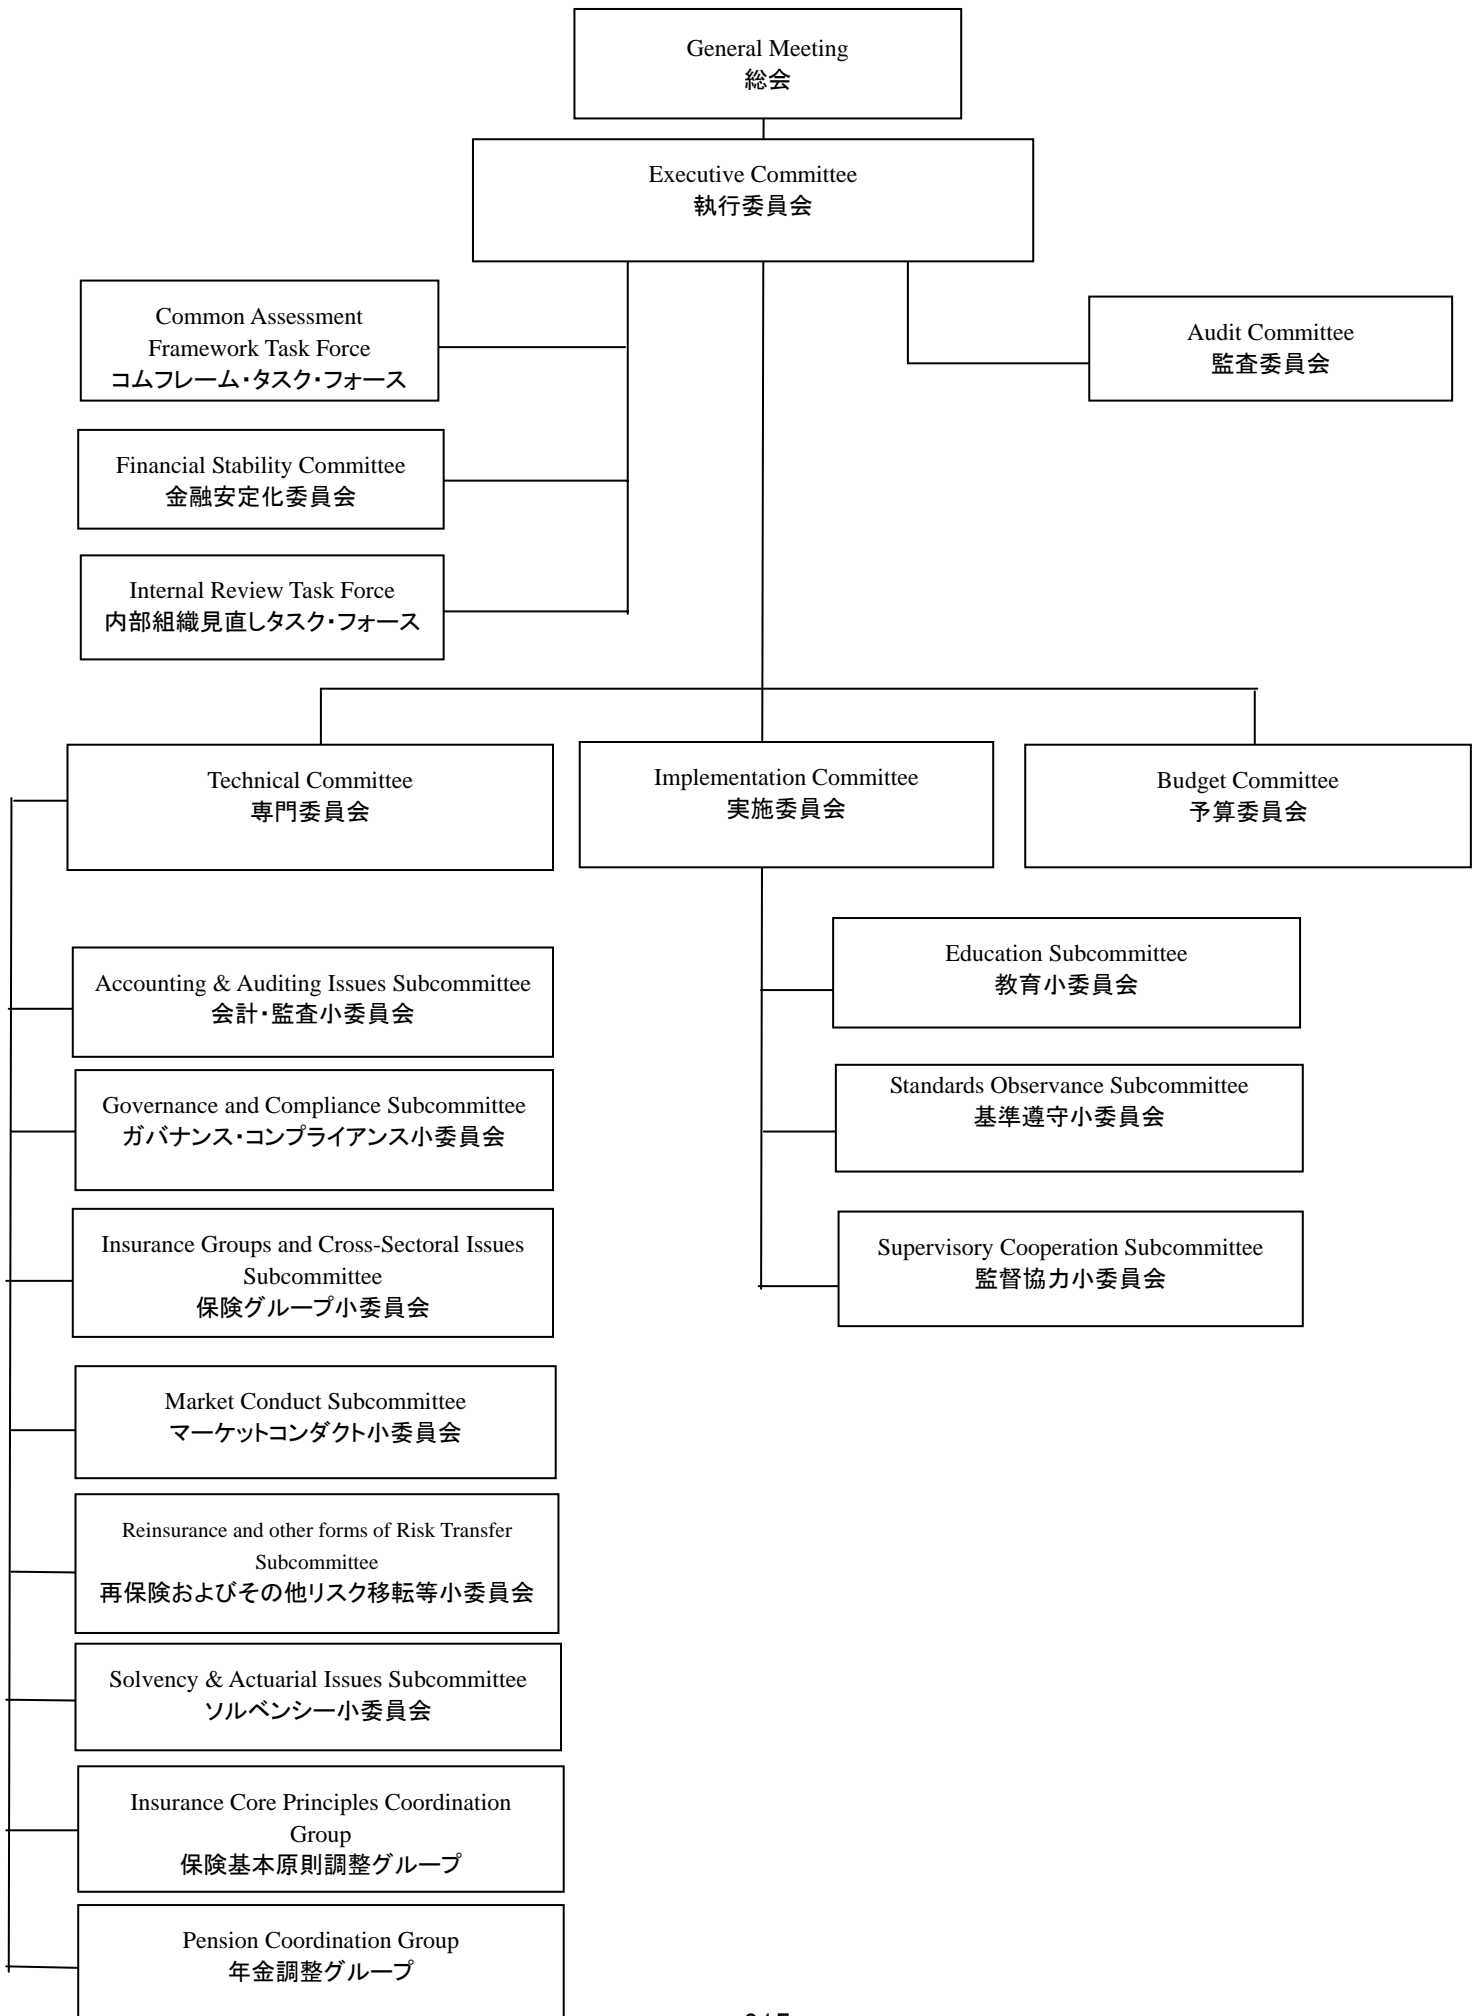 General Meeting
総会
Executive Committee
執行委員会
Common Assessment
Framework Task Force
コムフレーム・タスク・フォース
Audit Committee
監査委員会
Financial Stability Committee
金融安定化委員会
Internal Review Task Force
内部組織見直しタスク・フォース
Technical Committee
専門委員会
Implementation Committee
実施委員会
Budget Committee
予算委員会
Accounting & Auditing Issues Subcommittee
会計・監査小委員会
Governance and Compliance Subcommittee
ガバナンス・コンプライアンス小委員会
Insurance Groups and Cross-Sectoral Issues
Subcommittee
保険グループ小委員会
Market Conduct Subcommittee
マーケットコンダクト小委員会
Reinsurance and other forms of Risk Transfer
Subcommittee
再保険およびその他リスク移転等小委員会
Solvency & Actuarial Issues Subcommittee
ソルベンシー小委員会
Insurance Core Principles Coordination
Group
保険基本原則調整グループ
Pension Coordination Group
年金調整グループ
Education Subcommittee
教育小委員会
Standards Observance Subcommittee
基準遵守小委員会
Supervisory Cooperation Subcommittee
監督協力小委員会